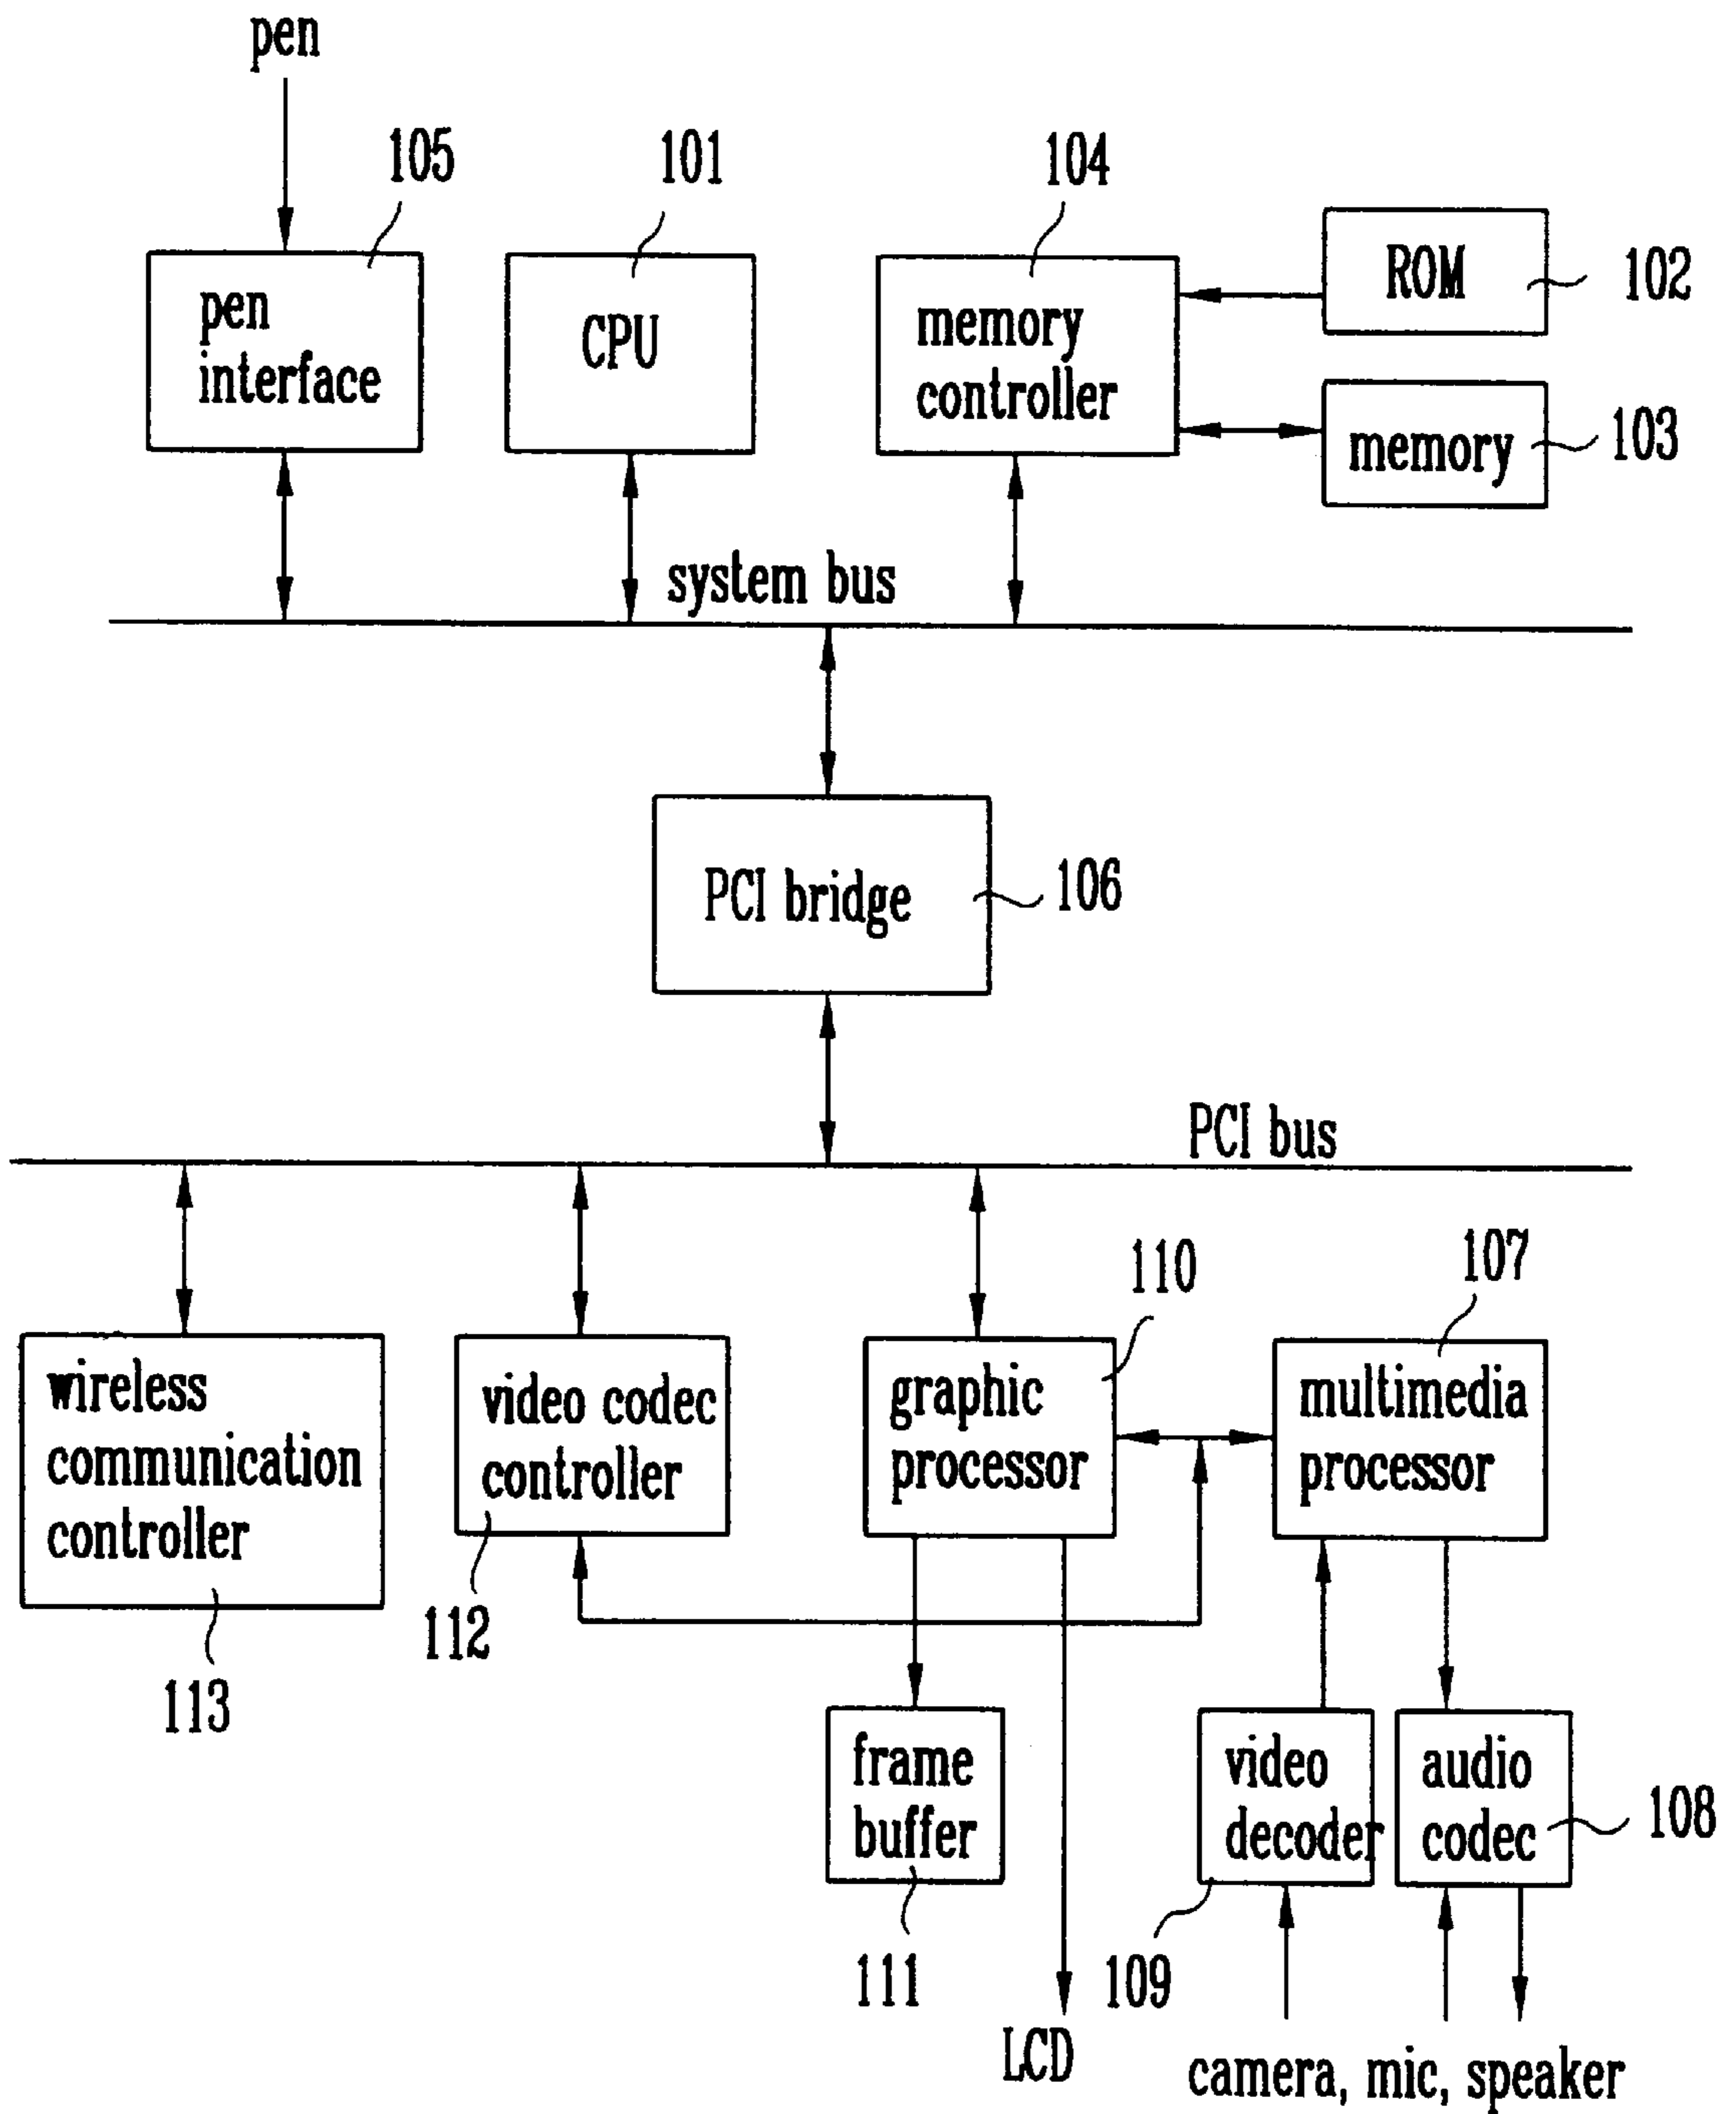 pen
105
101
104
pen
interface
CPU
memory
controller
ROM
102
memory
103
system bus
PCI bridge
106
PCI bus
110
107
wireless
communication
controller
video codec
controller
graphic
processor
multimedia
processor
112
113
frame
buffer
video
decoder
audio
codec
108
111
109
LCD
camera, mic, speaker